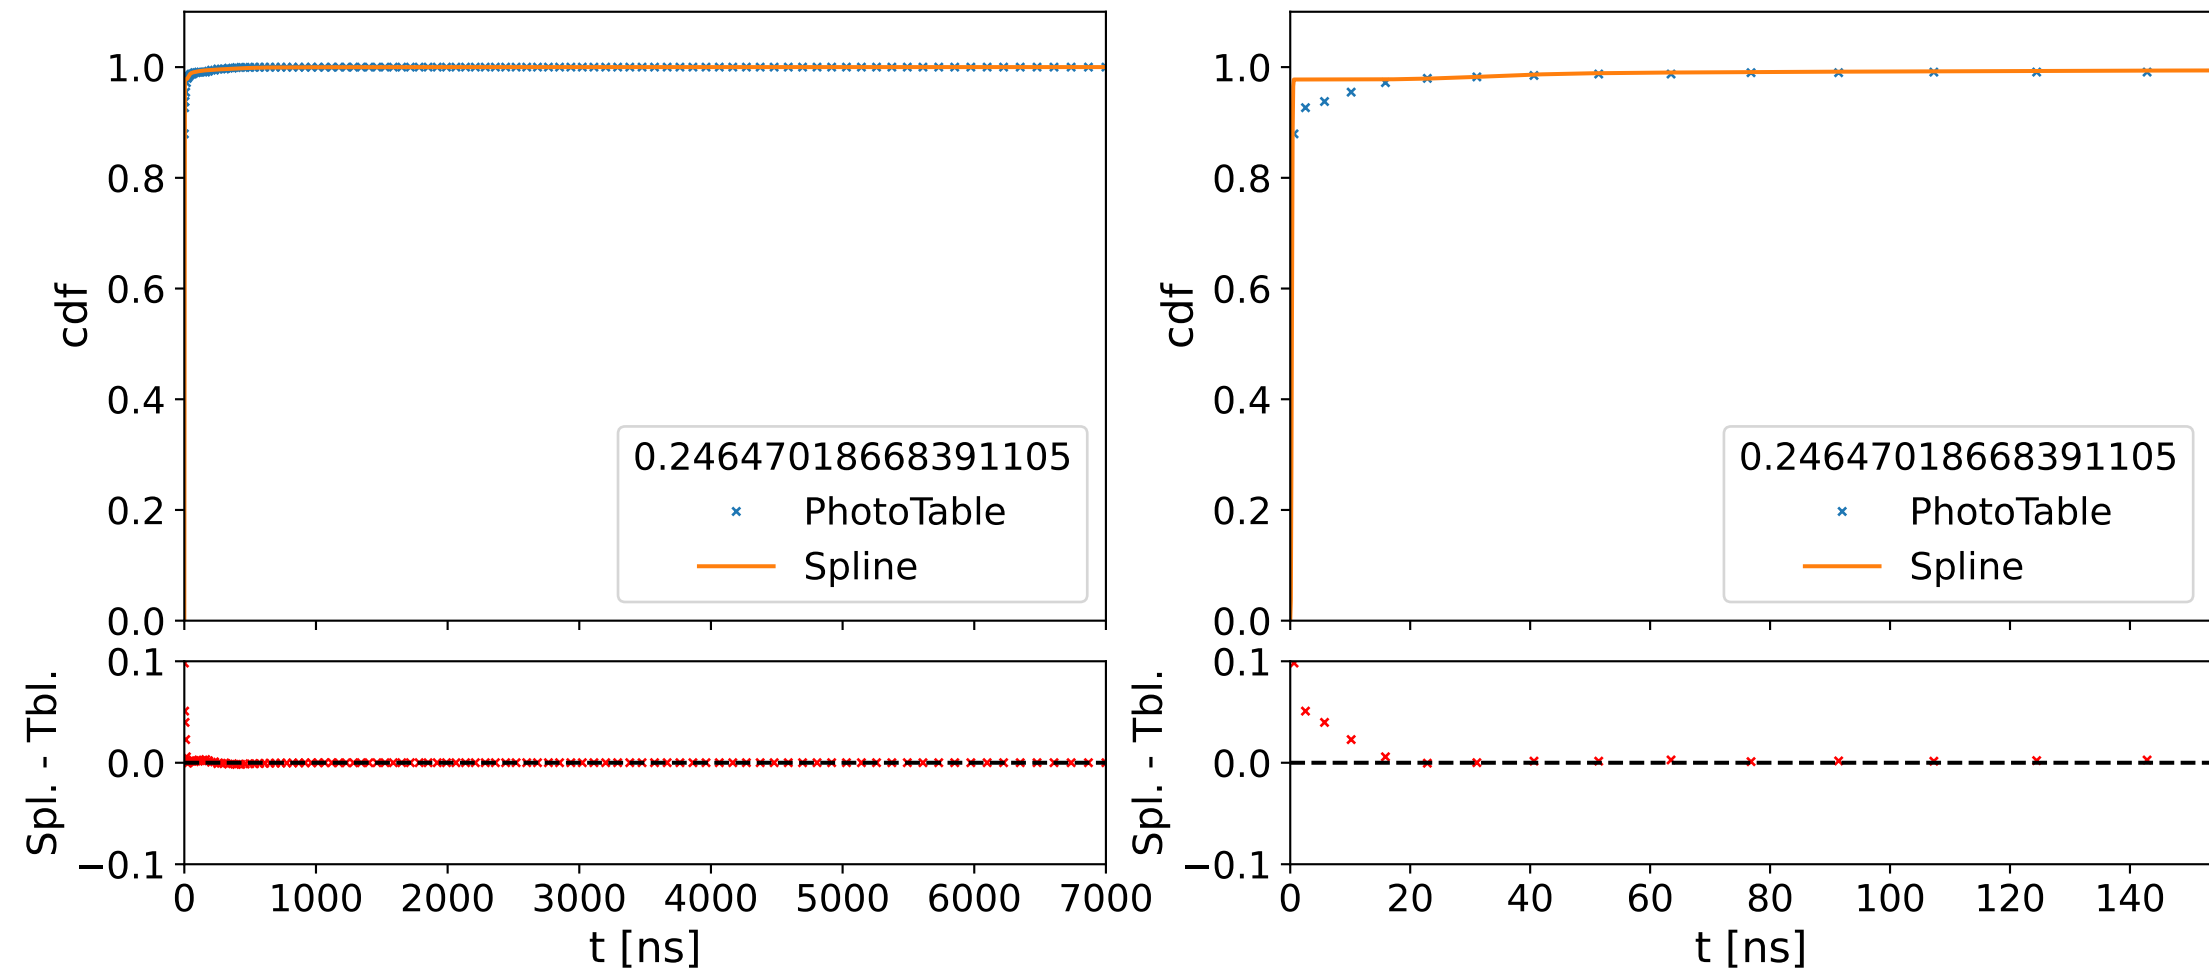 cdf
1.0
0.8
0.6
0.4
0.2
0.0
0.24647018668391105
PhotoTable
Spline
Spl. - Tbl.
0.1
0.0
−0.1
0 1000 2000 3000 4000 5000 6000 7000
t [ns]
cdf
1.0
0.8
0.6
0.4
0.2
0.0
0.24647018668391105
PhotoTable
Spline
Spl. - Tbl.
0.1
0.0
−0.1
0 20 40 60 80 100 120 140
t [ns]